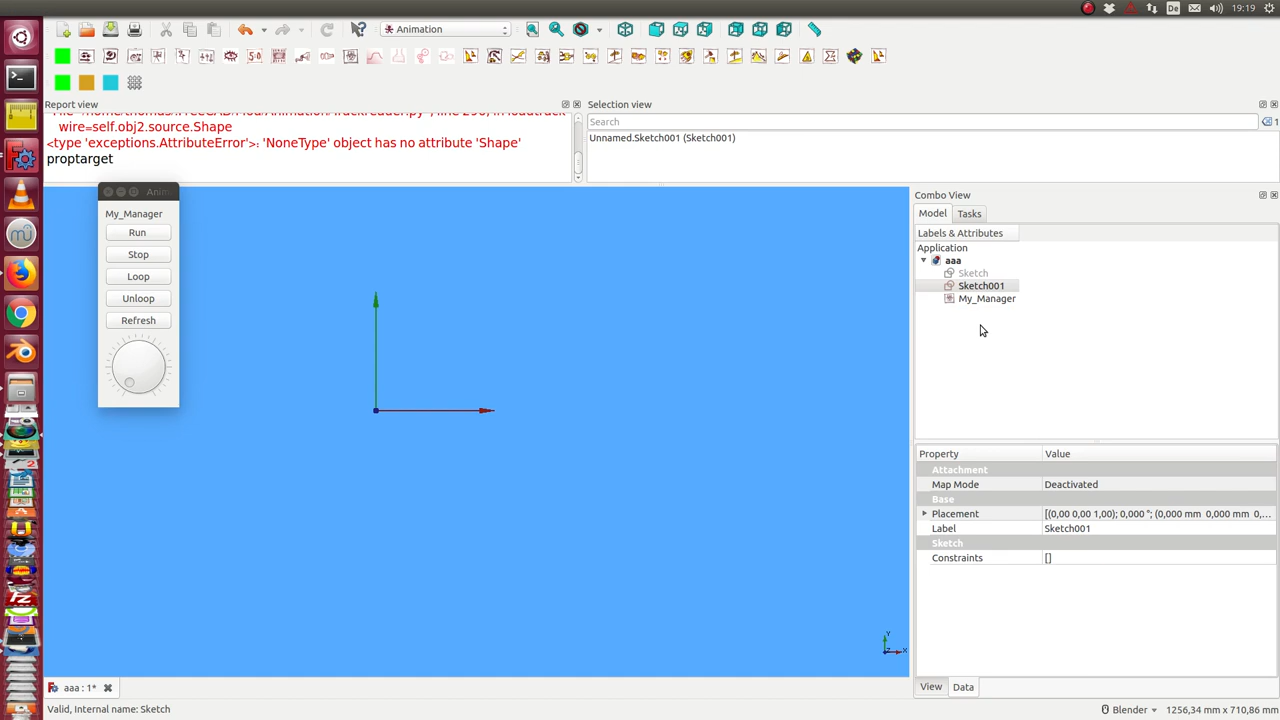 19:19
Animation
Report view
Selection view
wire=self.obj2.source.Shape
<type 'exceptions.AttributeError'>: 'NoneType' object has no attribute 'Shape'
proptarget
Search
1
Unnamed.Sketch001 (Sketch001)
Anim
My_Manager
Run
Stop
Loop
Unloop
Refresh
Combo View
Model
Tasks
Labels & Attributes
Application
aaa
Sketch
Sketch001
My_Manager
Property Value
Attachment
Map Mode Deactivated
Base
Placement [(0,00 0,00 1,00); 0,000 °; (0,000 mm 0,000 mm 0,...
Label Sketch001
Sketch
Constraints []
Y
X
View
Data
aaa : 1*
Valid, Internal name: Sketch
Blender
1256,34 mm x 710,86 mm